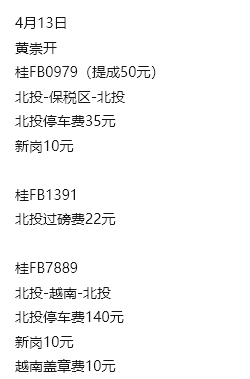 4月13日
黄崇开
桂FB0979（提成50元）
北投-保税区-北投
北投停车费35元
新岗10元

桂FB1391
北投过磅费22元

桂FB7889
北投-越南-北投
北投停车费140元
新岗10元
越南盖章费10元